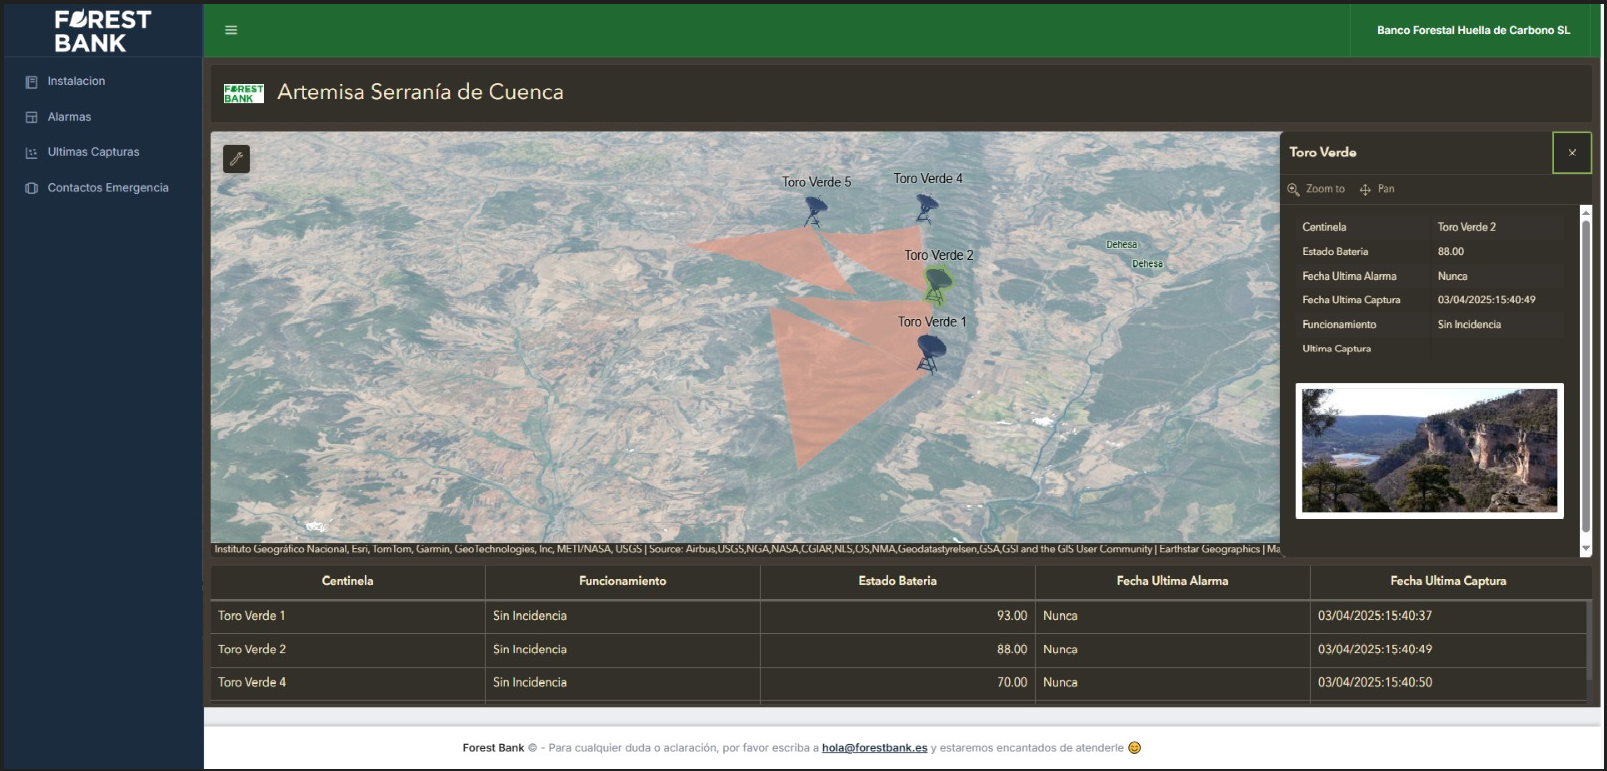 FOREST
BANK
Banco Forestal Huella de Carbono SL
Instalacion
Alarmas
Ultimas Capturas
Contactos Emergencia
FOREST
BANK
Artemisa Serranía de Cuenca
Toro Verde 5
Toro Verde 4
Toro Verde 2
Toro Verde 1
Dehesa
Dehesa
Instituto Geográfico Nacional, Esri, TomTom, Garmin, GeoTechnologies, Inc, METI/NASA, USGS | Source: Airbus,USGS,NGA,NASA,CGIAR,NLS,OS,NMA,Geodatastyrelsen,GSA,GSI and the GIS User Community | Earthstar Geographics | Ma
Toro Verde
Zoom to Pan
Centinela Toro Verde 2
Estado Bateria 88.00
Fecha Ultima Alarma Nunca
Fecha Ultima Captura 03/04/2025:15:40:49
Funcionamiento Sin Incidencia
Ultima Captura
Centinela Funcionamiento Estado Bateria Fecha Ultima Alarma Fecha Ultima Captura
Toro Verde 1 Sin Incidencia 93.00 Nunca 03/04/2025:15:40:37
Toro Verde 2 Sin Incidencia 88.00 Nunca 03/04/2025:15:40:49
Toro Verde 4 Sin Incidencia 70.00 Nunca 03/04/2025:15:40:50
Forest Bank © - Para cualquier duda o aclaración, por favor escriba a hola@forestbank.es y estaremos encantados de atenderle 😊